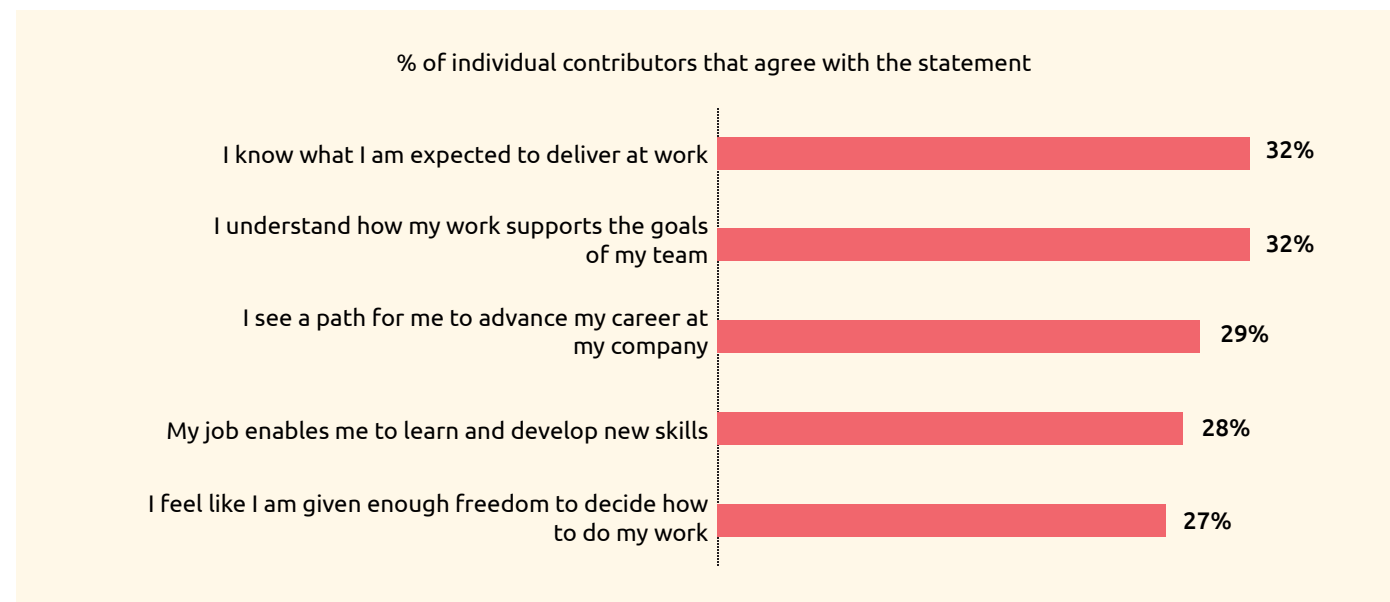 % of individual contributors that agree with the statement
I know what I am expected to deliver at work
32%
I understand how my work supports the goals
of my team
32%
I see a path for me to advance my career at
my company
29%
My job enables me to learn and develop new skills
28%
I feel like I am given enough freedom to decide how
to do my work
27%